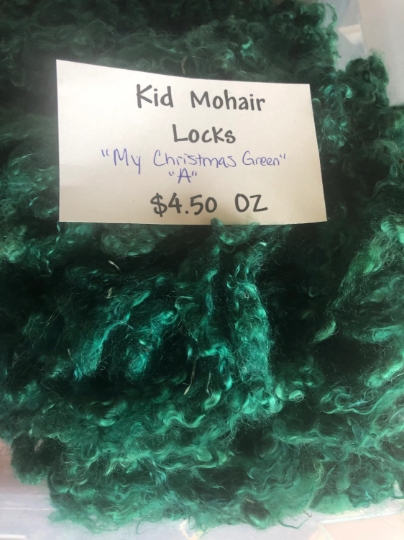 Kid Mohair
Locks
"My Christmas Green"
"A"
$4.50 OZ